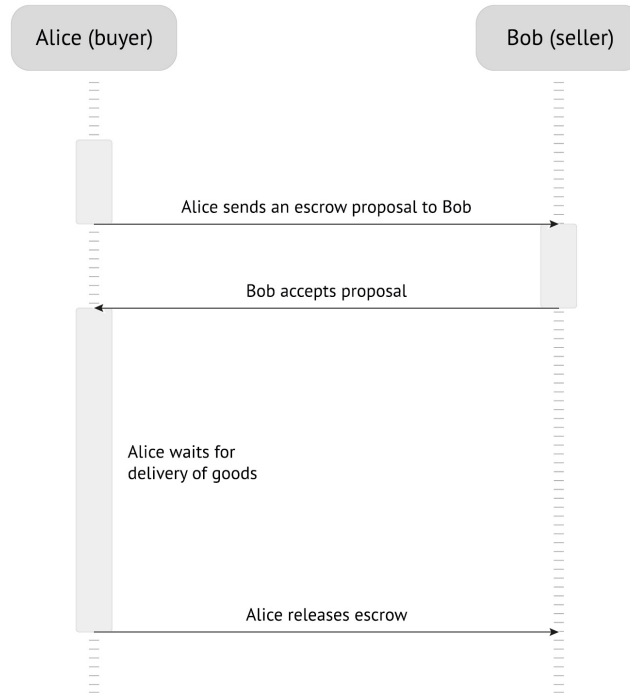 Alice (buyer)
Bob (seller)
Alice sends an escrow proposal to Bob
Bob accepts proposal
Alice waits for
delivery of goods
Alice releases escrow